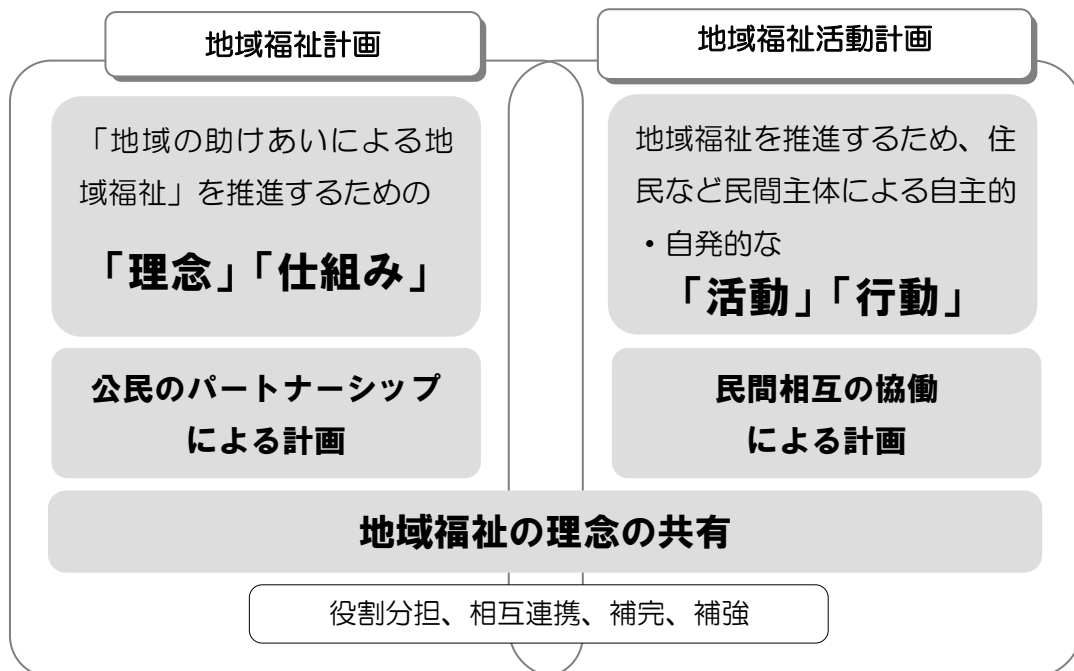 地域福祉計画
「地域の助けあいによる地
域福祉」を推進するための
「理念」「仕組み」
公民のパートナーシップ
による計画
地域福祉活動計画
地域福祉を推進するため、住
民など民間主体による自主的
・自発的な
「活動」「行動」
民間相互の協働
による計画
地域福祉の理念の共有
役割分担、相互連携、補完、補強